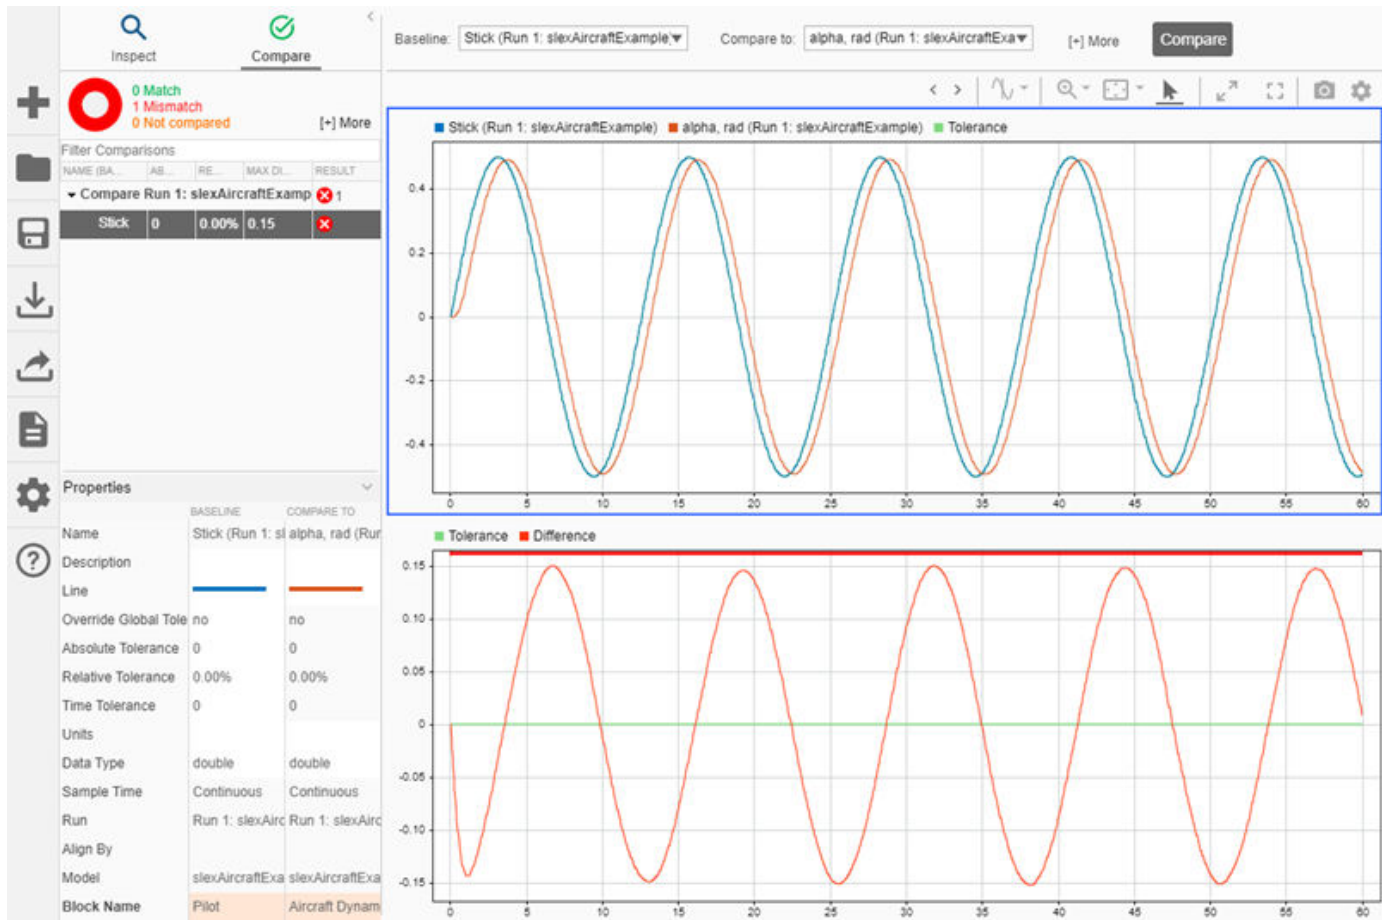 Inspect
Compare
0 Match
1 Mismatch
0 Not compared
[+] More
Filter Comparisons
NAME (BA... AB... RE... MAX DI... RESULT
Compare Run 1: slexAircraftExamp 1
Stick 0 0.00% 0.15
Properties
BASELINE COMPARE TO
Name Stick (Run 1: sl alpha, rad (Run
Description
Line
Override Global Tole no no
Absolute Tolerance 0 0
Relative Tolerance 0.00% 0.00%
Time Tolerance 0 0
Units
Data Type double double
Sample Time Continuous Continuous
Run Run 1: slexAirc Run 1: slexAirc
Align By
Model slexAircraftExa slexAircraftExa
Block Name Pilot Aircraft Dynam
Baseline: Stick (Run 1: slexAircraftExample) Compare to: alpha, rad (Run 1: slexAircraftExa [+] More Compare
Stick (Run 1: slexAircraftExample) alpha, rad (Run 1: slexAircraftExample) Tolerance
0.4
0.2
0
-0.2
-0.4
0 5 10 15 20 25 30 35 40 45 50 55 60
Tolerance Difference
0.15
0.10
0.05
0
-0.05
-0.10
-0.15
0 5 10 15 20 25 30 35 40 45 50 55 60